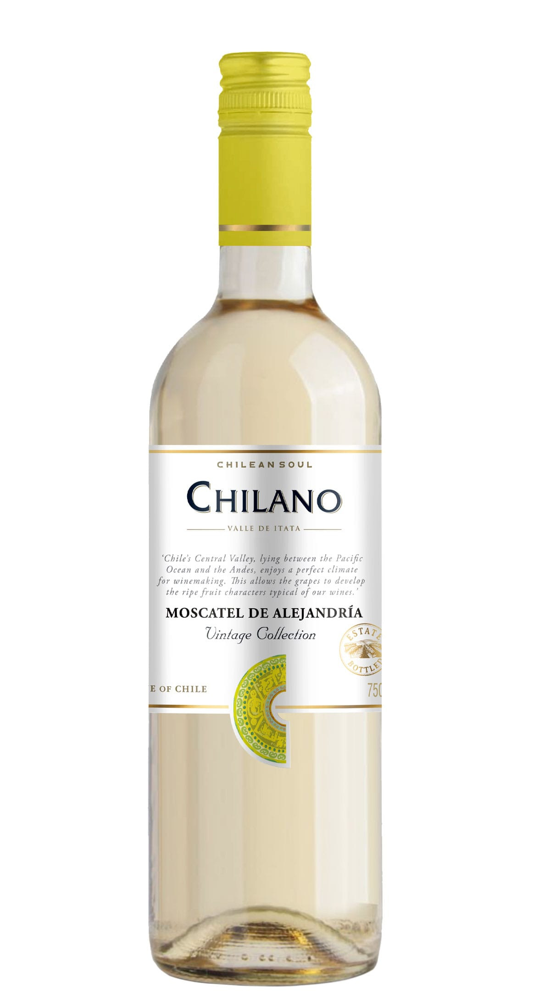 CHILEAN SOUL
CHILANO
VALLE DE ITATA
‘Chile’s Central Valley, lying between the Pacific
Ocean and the Andes, enjoys a perfect climate
for winemaking. This allows the grapes to develop
the ripe fruit characters typical of our wines.’
MOSCATEL DE ALEJANDRÍA
Vintage Collection
ESTATE
BOTTLED
OF CHILE
750